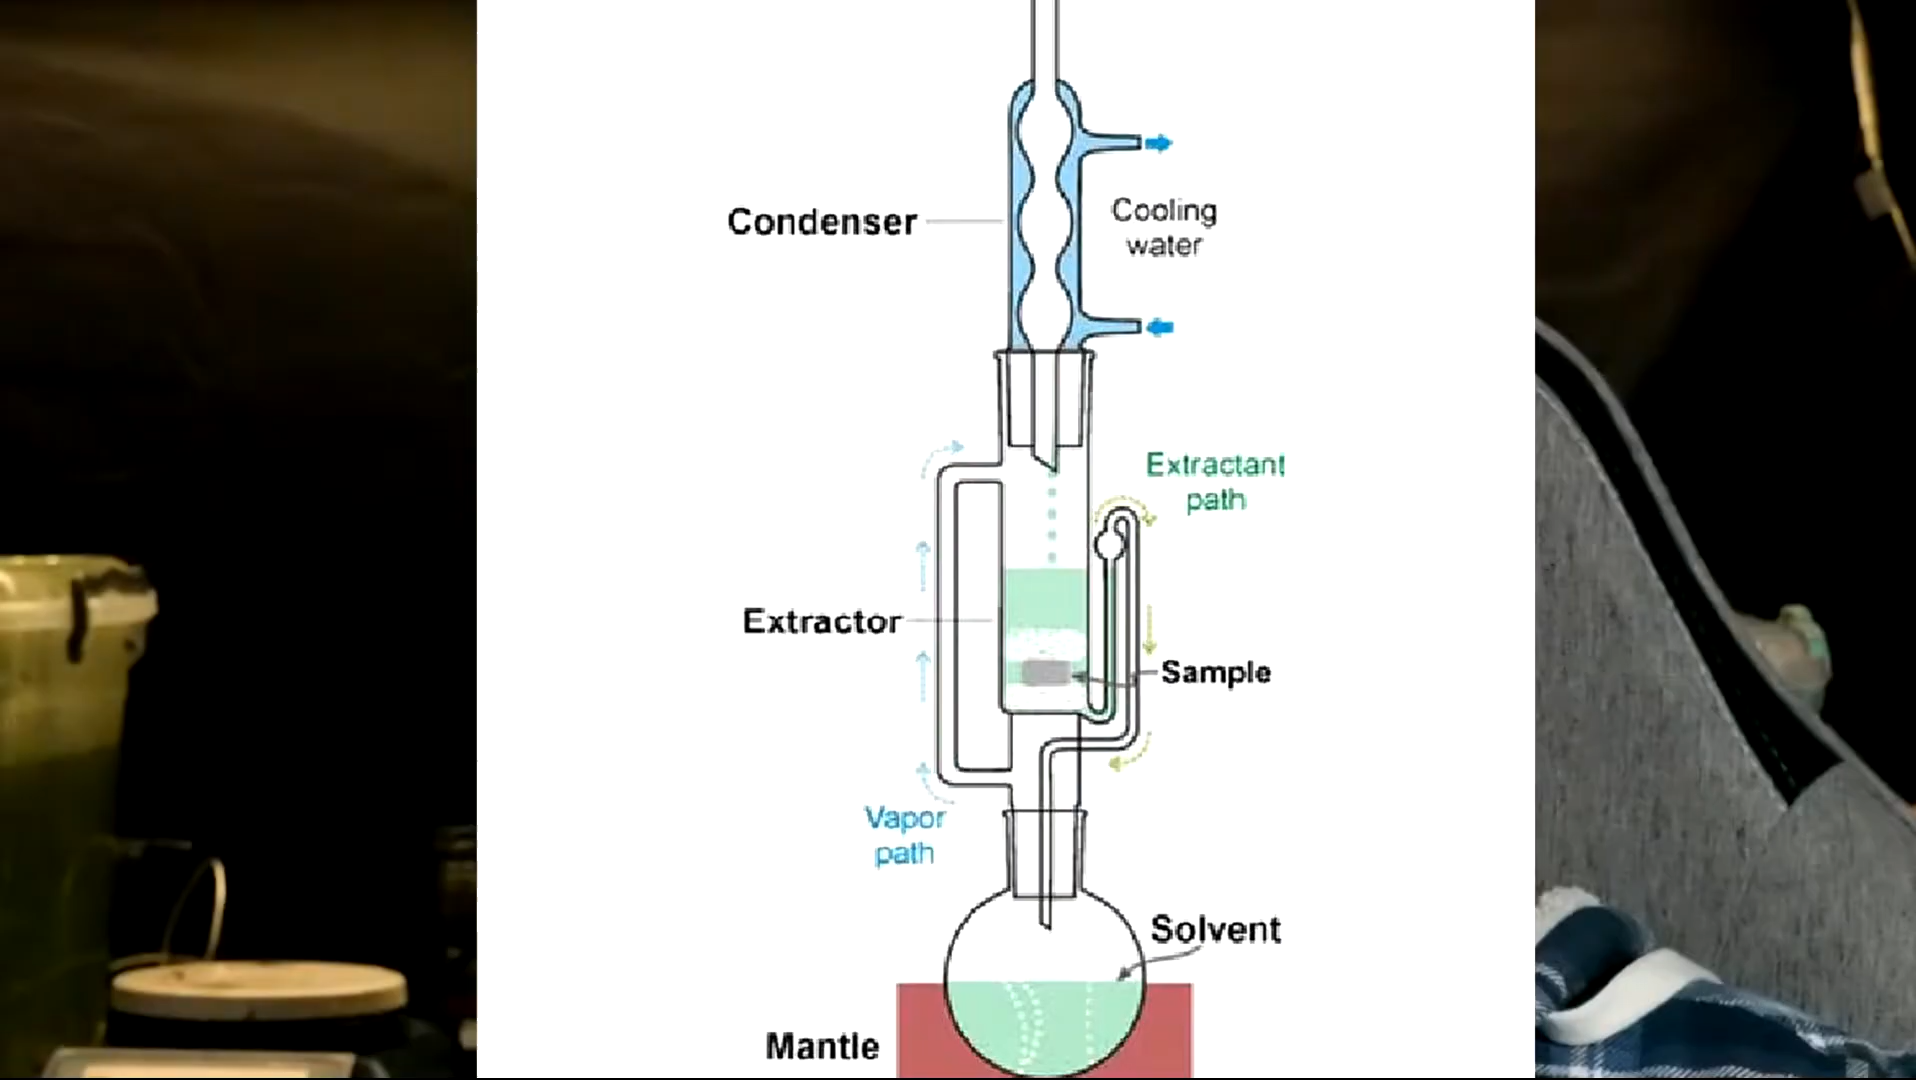 Condenser
Cooling
water
Extractant
path
Extractor
Sample
Vapor
path
Solvent
Mantle